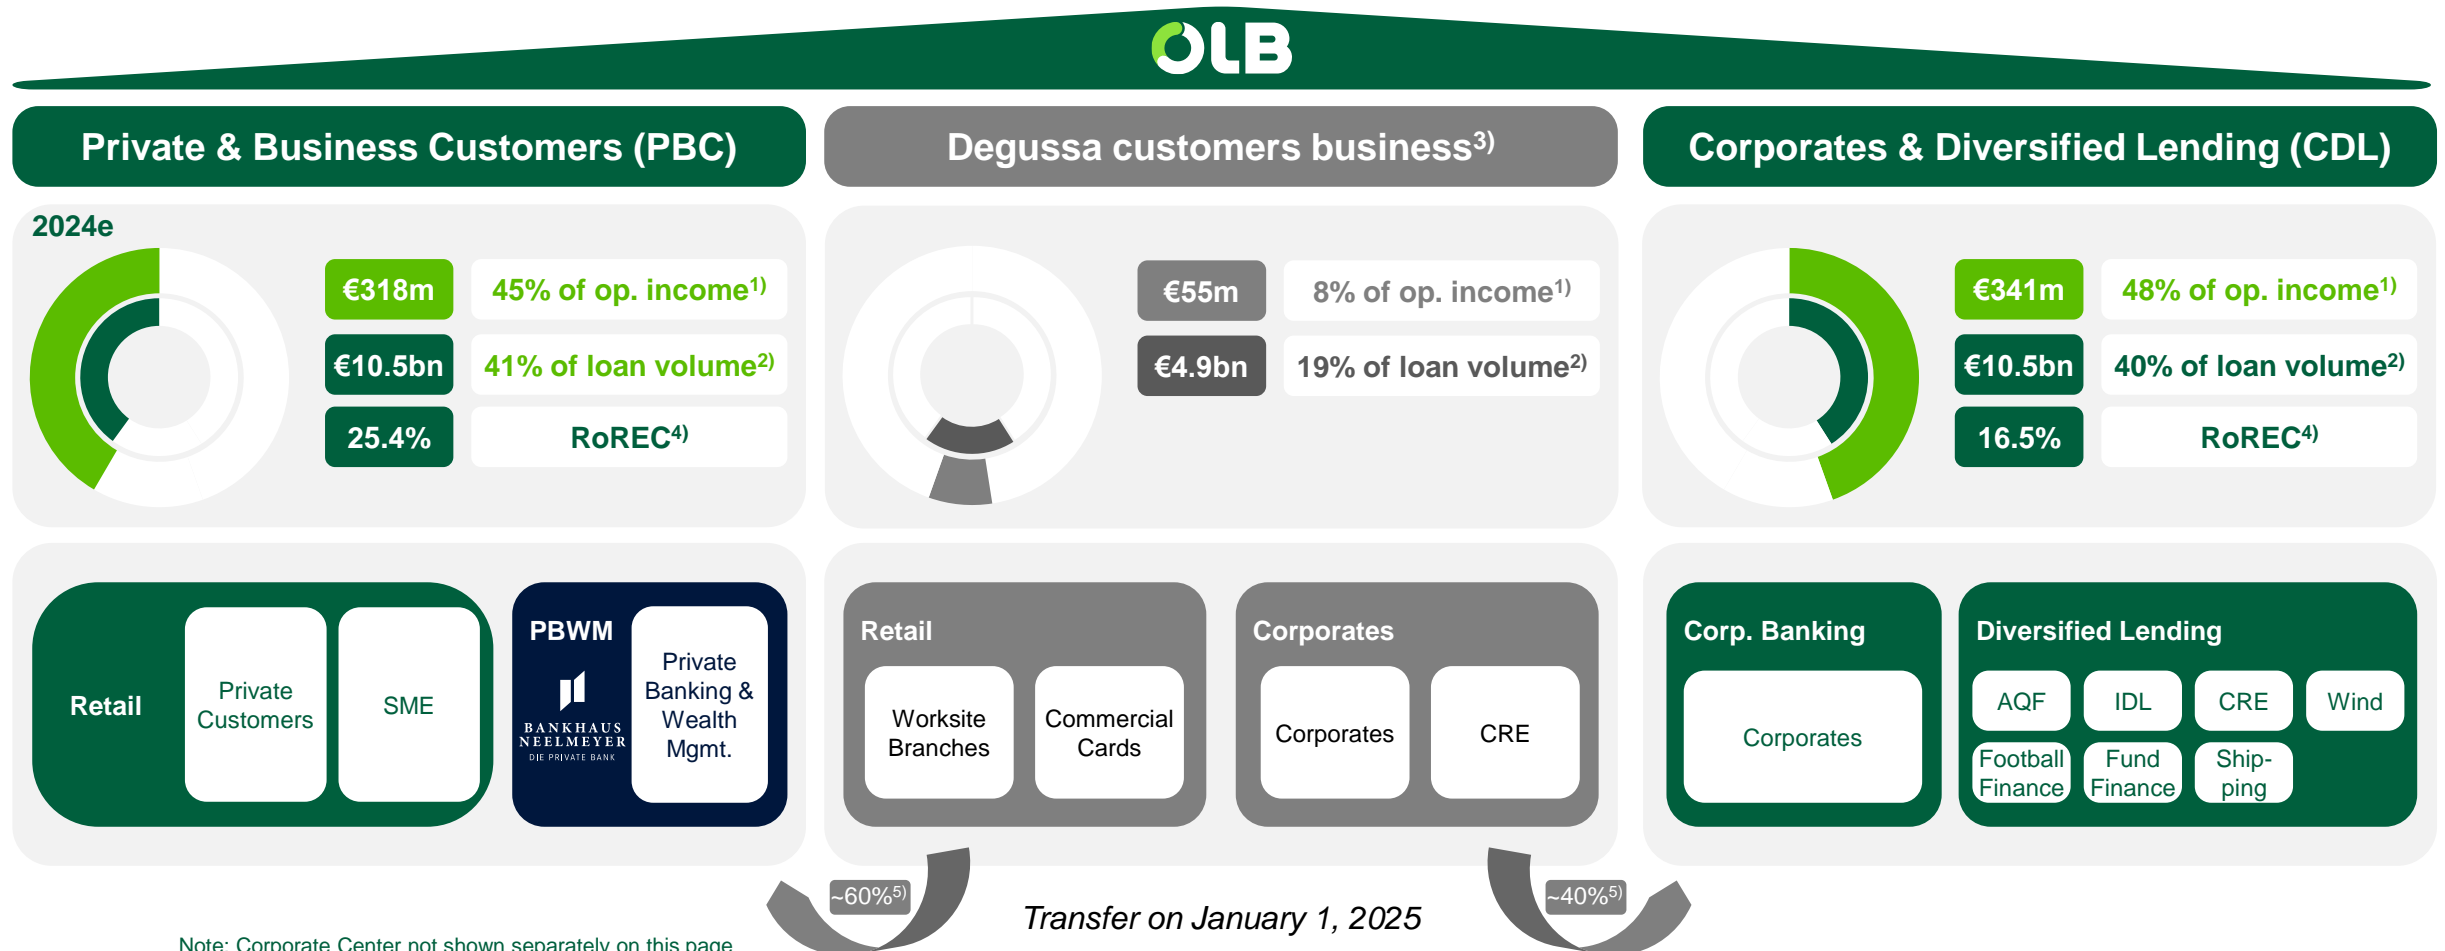 OLB
Private & Business Customers (PBC)
2024e
€318m
45% of op. income1)
€10.5bn
41% of loan volume2)
25.4%
RoREC4)
Retail
Private
Customers
SME
PBWM
BANKHAUS
NEELMEYER
DIE PRIVATE BANK
Private
Banking &
Wealth
Mgmt.
Degussa customers business3)
€55m
8% of op. income1)
€4.9bn
19% of loan volume2)
Retail
Worksite
Branches
Commercial
Cards
Corporates
Corporates
CRE
Corporates & Diversified Lending (CDL)
€341m
48% of op. income1)
€10.5bn
40% of loan volume2)
16.5%
RoREC4)
Corp. Banking
Corporates
Diversified Lending
AQF
IDL
CRE
Wind
Football
Finance
Fund
Finance
Ship-
ping
~60%5)
Transfer on January 1, 2025
~40%5)
Note: Corporate Center not shown separately on this page